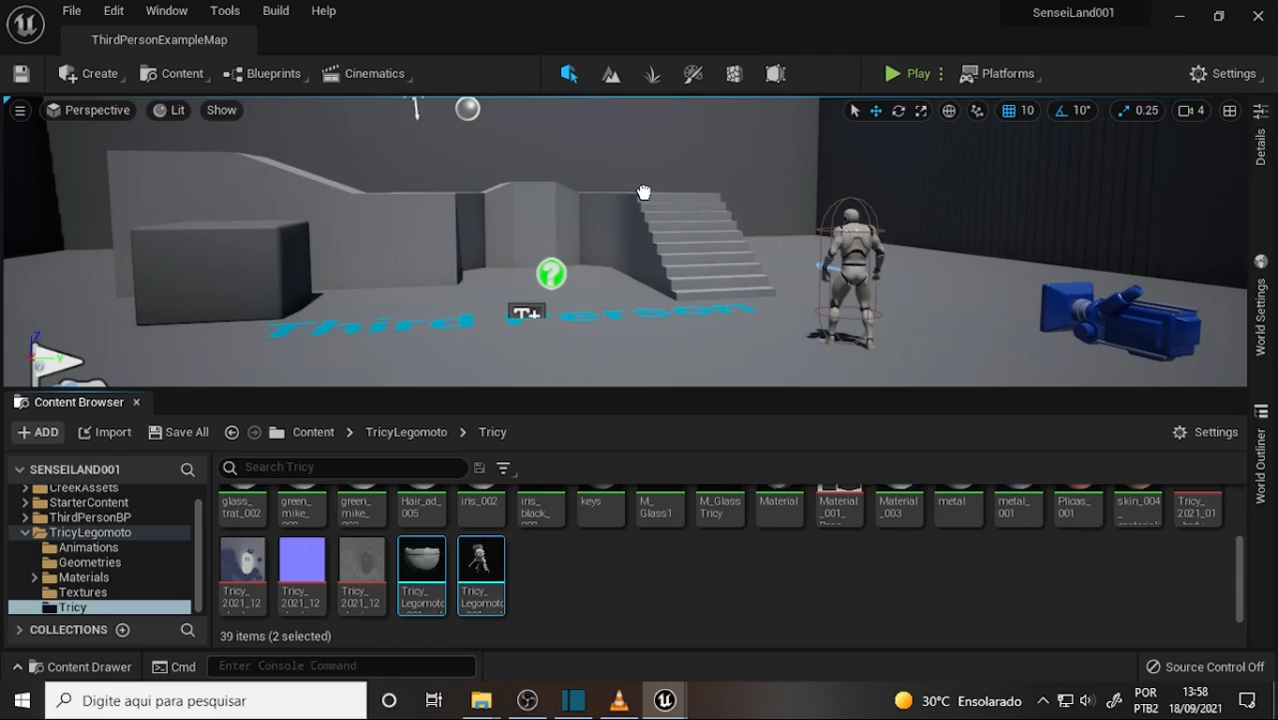 File Edit Window Tools Build Help
SenseiLand001
ThirdPersonExampleMap
Create Content Blueprints Cinematics Play Platforms Settings
Perspective Lit Show 10 10° 0.25 4
Details
World Settings
World Outliner
Third Person
T+
Z
X
Y
Content Browser
ADD Import Save All Content TricyLegomoto Tricy Settings
SENSEILAND001
CreekAssets
StarterContent
ThirdPersonBP
TricyLegomoto
Animations
Geometries
Materials
Textures
Tricy
COLLECTIONS
Search Tricy
glass_ green_ green_ Hair_ad_ iris_002 iris_ keys M_ M_Glass Material Material Material metal metal_ Plicas_ skin_004 Tricy_
trat_002 mike_ mike_ 005 black_ Glass1 Tricy _001_ _003 001 001 2021_01
Tricy_ Tricy_ Tricy_ Tricy_ Tricy_
2021_12 2021_12 2021_12 Legomoto Legomoto
39 items (2 selected)
Content Drawer Cmd Enter Console Command Source Control Off
Digite aqui para pesquisar
30°C Ensolarado
POR
PTB2
13:58
18/09/2021